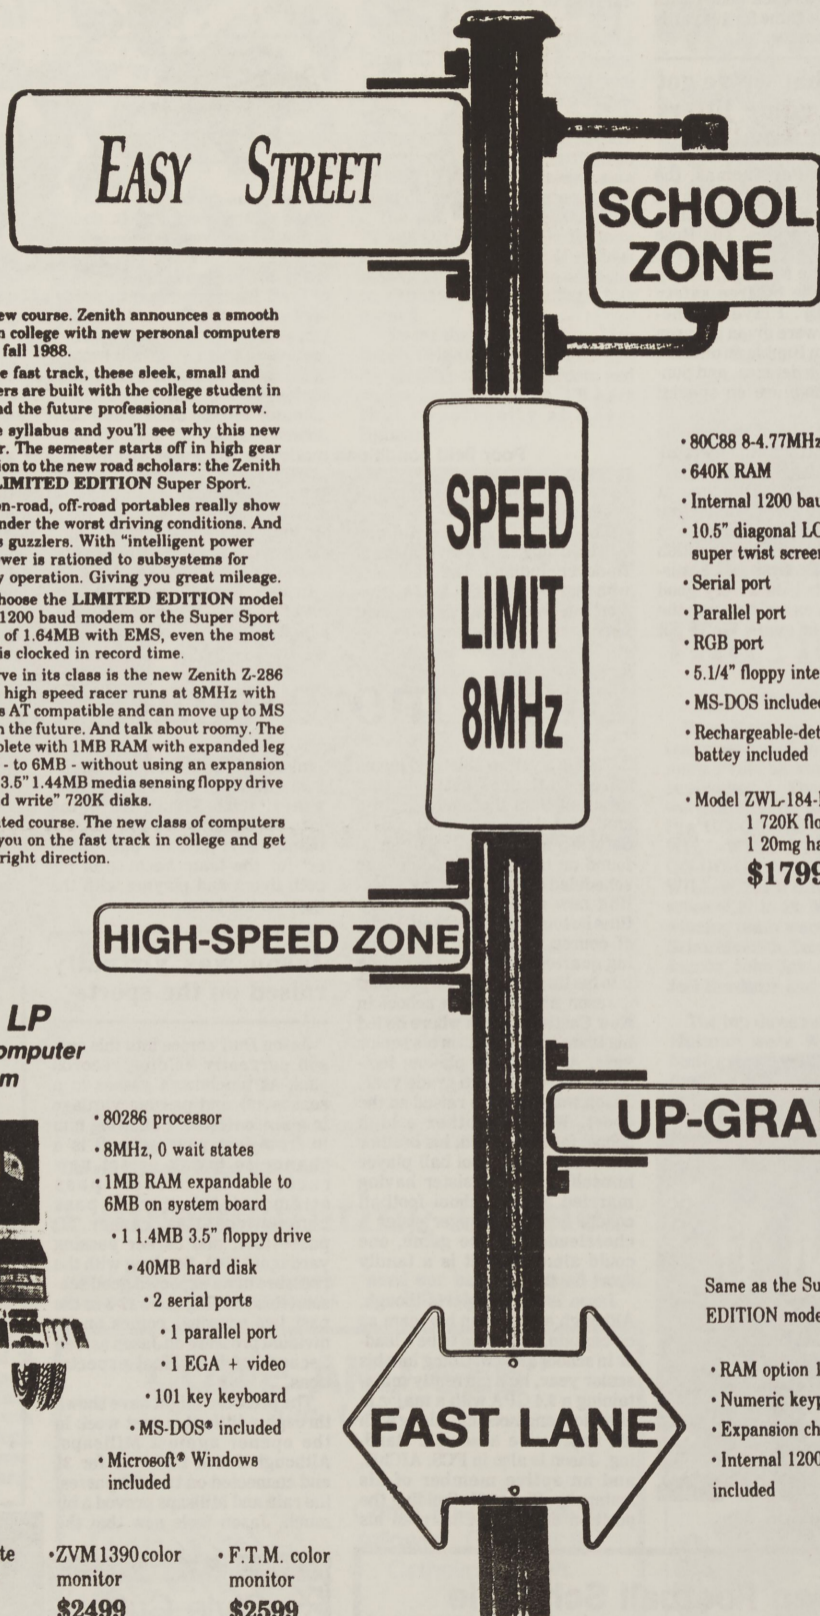 EASY STREET
SCHOOL
ZONE
ew course. Zenith announces a smooth
n college with new personal computers
fall 1988.
e fast track, these sleek, small and
ers are built with the college student in
nd the future professional tomorrow.
e syllabus and you'll see why this new
r. The semester starts off in high gear
ion to the new road scholars: the Zenith
LIMITED EDITION Super Sport.
n-road, off-road portables really show
nder the worst driving conditions. And
s guzzlers. With "intelligent power
wer is rationed to subsystems for
y operation. Giving you great mileage.
hoose the LIMITED EDITION model
1200 baud modem or the Super Sport
of 1.64MB with EMS, even the most
is clocked in record time.
rve in its class is the new Zenith Z-286
high speed racer runs at 8MHz with
s AT compatible and can move up to MS
n the future. And talk about roomy. The
plete with 1MB RAM with expanded leg
- to 6MB - without using an expansion
3.5" 1.44MB media sensing floppy drive
d write" 720K disks.
ted course. The new class of computers
you on the fast track in college and get
right direction.
SPEED
LIMIT
8MHz
• 80C88 8-4.77MHz
• 640K RAM
• Internal 1200 bau
• 10.5" diagonal LC
super twist screen
• Serial port
• Parallel port
• RGB port
• 5.1/4" floppy inte
• MS-DOS included
• Rechargeable-det
battey included
• Model ZWL-184-
1 720K flo
1 20mg ha
$1799
HIGH-SPEED ZONE
LP
omputer
m
UP-GRA
• 80286 processor
• 8MHz, 0 wait states
• 1MB RAM expandable to
6MB on system board
• 1 1.4MB 3.5" floppy drive
• 40MB hard disk
• 2 serial ports
• 1 parallel port
• 1 EGA + video
• 101 key keyboard
• MS-DOS® included
• Microsoft® Windows
included
Same as the Su
EDITION mode
• RAM option 1
• Numeric keyp
• Expansion ch
• Internal 1200
included
FAST LANE
te
• ZVM1390 color
monitor
$2499
• F.T.M. color
monitor
$2599